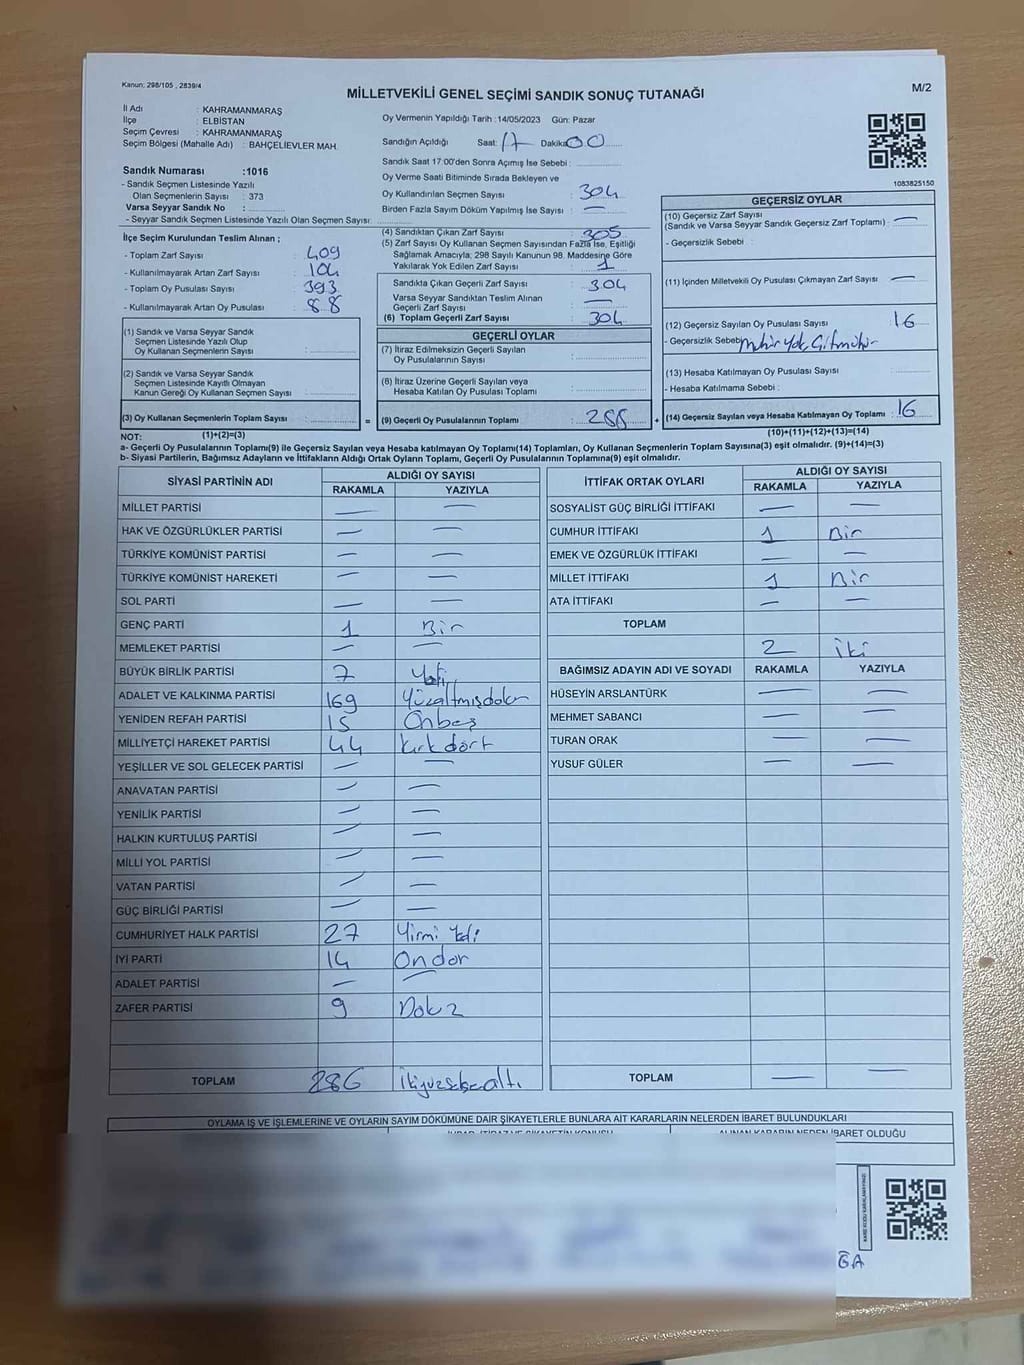 Kanun; 298/105 , 2839/4
MİLLETVEKİLİ GENEL SEÇİMİ SANDIK SONUÇ TUTANAĞI
M/2
İl Adı : KAHRAMANMARAŞ
İlçe : ELBİSTAN
Seçim Çevresi : KAHRAMANMARAŞ
Seçim Bölgesi (Mahalle Adı) : BAHÇELİEVLER MAH.
Sandık Numarası :1016
- Sandık Seçmen Listesinde Yazılı
Olan Seçmenlerin Sayısı : 373
Varsa Seyyar Sandık No :
- Seyyar Sandık Seçmen Listesinde Yazılı Olan Seçmen Sayısı:
Oy Vermenin Yapıldığı Tarih :14/05/2023 Gün: Pazar
Sandığın Açıldığı Saat: 17 Dakika 00
Sandık Saat 17:00'den Sonra Açımış İse Sebebi :
Oy Verme Saati Bitiminde Sırada Bekleyen ve
Oy Kullandırılan Seçmen Sayısı : 304
Birden Fazla Sayım Döküm Yapılmış İse Sayısı : —
1083825150
İlçe Seçim Kurulundan Teslim Alınan ;
- Toplam Zarf Sayısı : 409
- Kullanılmayarak Artan Zarf Sayısı : 104
- Toplam Oy Pusulası Sayısı : 393
- Kullanılmayarak Artan Oy Pusulası : 88
(1) Sandık ve Varsa Seyyar Sandık
Seçmen Listesinde Yazılı Olup
Oy Kullanan Seçmenlerin Sayısı :
(2) Sandık ve Varsa Seyyar Sandık
Seçmen Listesinde Kayıtlı Olmayan
Kanun Gereği Oy Kullanan Seçmen Sayısı :
(3) Oy Kullanan Seçmenlerin Toplam Sayısı :
(1)+(2)=(3)
(4) Sandıktan Çıkan Zarf Sayısı : 305
(5) Zarf Sayısı Oy Kullanan Seçmen Sayısından Fazla İse, Eşitliği
Sağlamak Amacıyla; 298 Sayılı Kanunun 98. Maddesine Göre
Yakılarak Yok Edilen Zarf Sayısı : 1
Sandıkta Çıkan Geçerli Zarf Sayısı : 304
Varsa Seyyar Sandıktan Teslim Alınan
Geçerli Zarf Sayısı : —
(6) Toplam Geçerli Zarf Sayısı : 304
GEÇERLİ OYLAR
(7) İtiraz Edilmeksizin Geçerli Sayılan
Oy Pusulalarının Sayısı :
(8) İtiraz Üzerine Geçerli Sayılan veya
Hesaba Katılan Oy Pusulası Toplamı :
= (9) Geçerli Oy Pusulalarının Toplamı : 288 +
GEÇERSİZ OYLAR
(10) Geçersiz Zarf Sayısı
(Sandık ve Varsa Seyyar Sandık Geçersiz Zarf Toplamı) : —
- Geçersizlik Sebebi :
(11) İçinden Milletvekili Oy Pusulası Çıkmayan Zarf Sayısı : —
(12) Geçersiz Sayılan Oy Pusulası Sayısı : 16
- Geçersizlik Sebebi
(13) Hesaba Katılmayan Oy Pusulası Sayısı :
- Hesaba Katılmama Sebebi :
(14) Geçersiz Sayılan veya Hesaba Katılmayan Oy Toplamı : 16
(10)+(11)+(12)+(13)=(14)
NOT:
a- Geçerli Oy Pusulalarının Toplamı(9) ile Geçersiz Sayılan veya Hesaba katılmayan Oy Toplamı(14) Toplamları, Oy Kullanan Seçmenlerin Toplam Sayısına(3) eşit olmalıdır. (9)+(14)=(3)
b- Siyasi Partilerin, Bağımsız Adayların ve İttifakların Aldığı Ortak Oyların Toplamı, Geçerli Oy Pusulalarının Toplamına(9) eşit olmalıdır.
SİYASİ PARTİNİN ADI ALDIĞI OY SAYISI
RAKAMLA YAZIYLA
MİLLET PARTİSİ — —
HAK VE ÖZGÜRLÜKLER PARTİSİ — —
TÜRKİYE KOMÜNİST PARTİSİ — —
TÜRKİYE KOMÜNİST HAREKETİ — —
SOL PARTİ — —
GENÇ PARTİ 1 Bir
MEMLEKET PARTİSİ — —
BÜYÜK BİRLİK PARTİSİ 7 Yedi
ADALET VE KALKINMA PARTİSİ 169 Yüzaltmışdokuz
YENİDEN REFAH PARTİSİ 15 Onbeş
MİLLİYETÇİ HAREKET PARTİSİ 44 Kırkdört
YEŞİLLER VE SOL GELECEK PARTİSİ — —
ANAVATAN PARTİSİ — —
YENİLİK PARTİSİ — —
HALKIN KURTULUŞ PARTİSİ — —
MİLLİ YOL PARTİSİ — —
VATAN PARTİSİ — —
GÜÇ BİRLİĞİ PARTİSİ — —
CUMHURİYET HALK PARTİSİ 27 Yirmi Yedi
İYİ PARTİ 14 Ondör
ADALET PARTİSİ — —
ZAFER PARTİSİ 9 Dokz
TOPLAM 286
İTTİFAK ORTAK OYLARI ALDIĞI OY SAYISI
RAKAMLA YAZIYLA
SOSYALİST GÜÇ BİRLİĞİ İTTİFAKI — —
CUMHUR İTTİFAKI 1 Bir
EMEK VE ÖZGÜRLÜK İTTİFAKI — —
MİLLET İTTİFAKI 1 Bir
ATA İTTİFAKI — —
TOPLAM
2 iki
BAĞIMSIZ ADAYIN ADI VE SOYADI RAKAMLA YAZIYLA
HÜSEYİN ARSLANTÜRK — —
MEHMET SABANCI — —
TURAN ORAK — —
YUSUF GÜLER — —
TOPLAM — —
OYLAMA İŞ VE İŞLEMLERİNE VE OYLARIN SAYIM DÖKÜMÜNE DAİR ŞİKAYETLERLE BUNLARA AİT KARARLARIN NELERDEN İBARET BULUNDUKLARI
ALINAN KARARIN NEDEN İBARET OLDUĞU
ĞA